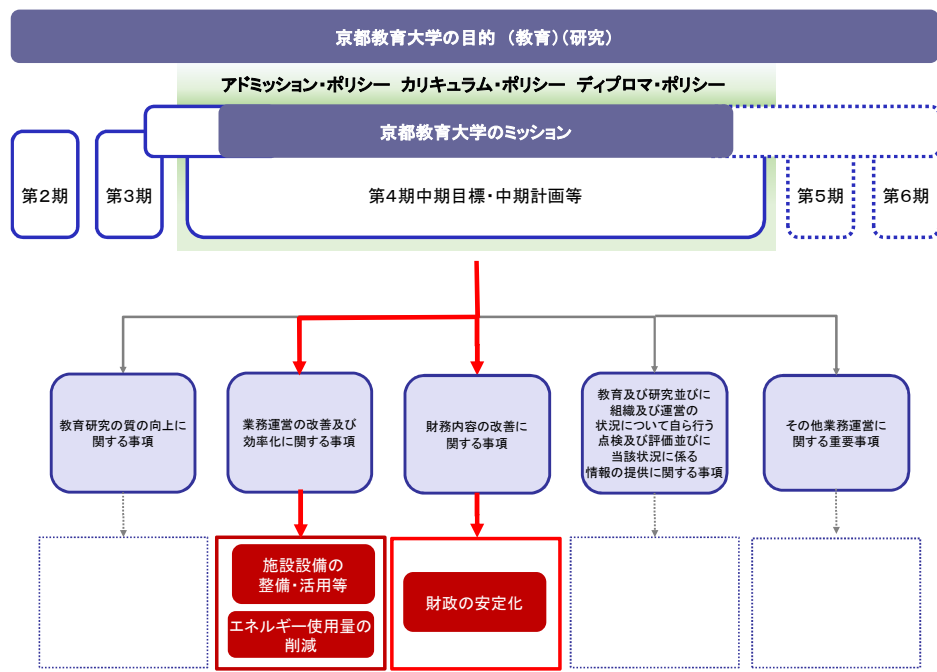 京都教育大学の目的 （教育）（研究）
アドミッション・ポリシー カリキュラム・ポリシー ディプロマ・ポリシー
京都教育大学のミッション
第2期
第3期
第4期中期目標・中期計画等
第5期
第6期
教育研究の質の向上に
関する事項
業務運営の改善及び
効率化に関する事項
財務内容の改善に
関する事項
教育及び研究並びに
組織及び運営の
状況について自ら行う
点検及び評価並びに
当該状況に係る
情報の提供に関する事項
その他業務運営に
関する重要事項
施設設備の
整備・活用等
エネルギー使用量の
削減
財政の安定化